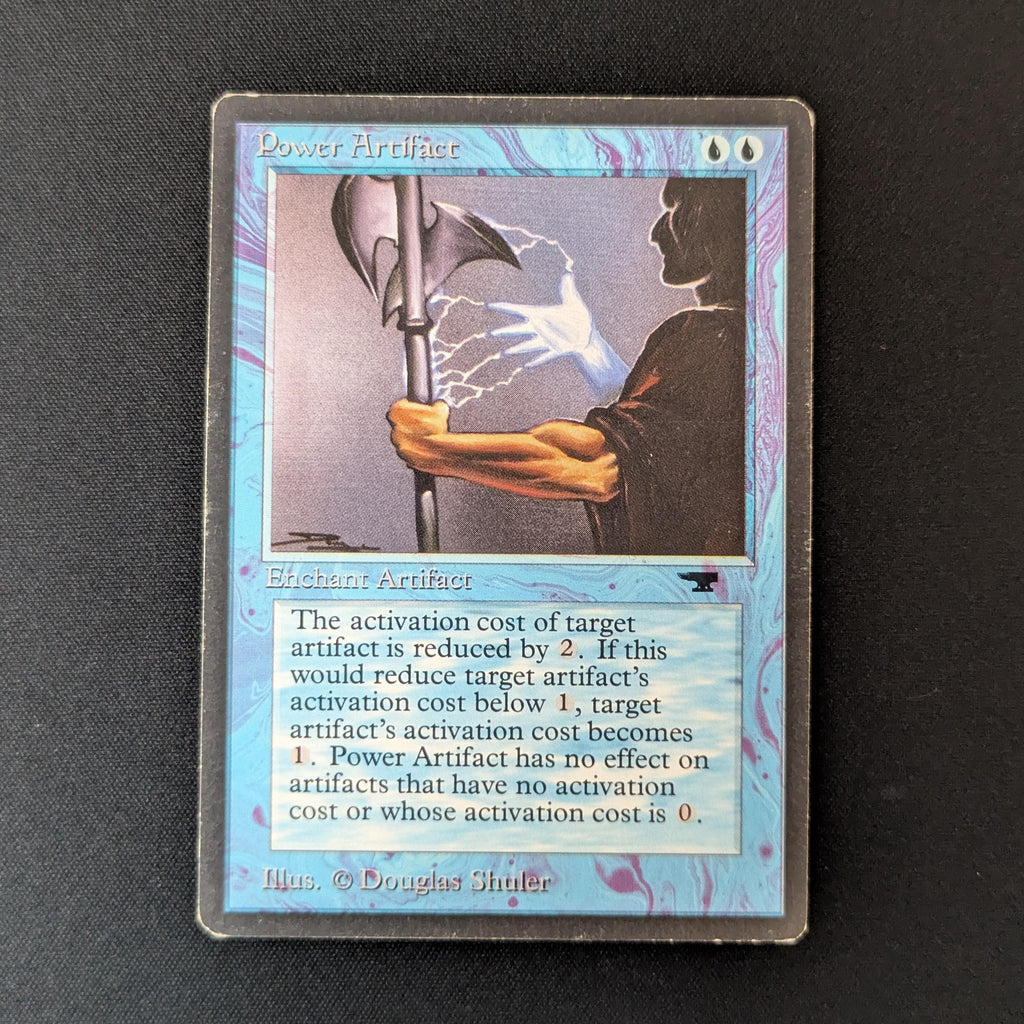 Power Artifact
Enchant Artifact
The activation cost of target
artifact is reduced by 2. If this
would reduce target artifact's
activation cost below 1, target
artifact's activation cost becomes
1. Power Artifact has no effect on
artifacts that have no activation
cost or whose activation cost is 0.
Illus. © Douglas Shuler